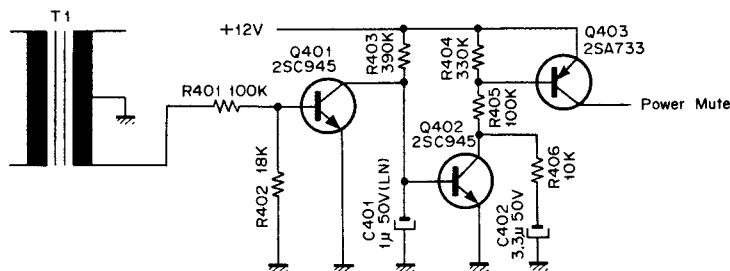 T1
+12V
Q401
2SC945
R403
390K
R404
330K
Q403
2SA733
R401 100K
R405
100K
Power Mute
Q402
2SC945
R402 18K
C401
1μ 50V(LN)
R406
10K
C402
3.3μ 50V